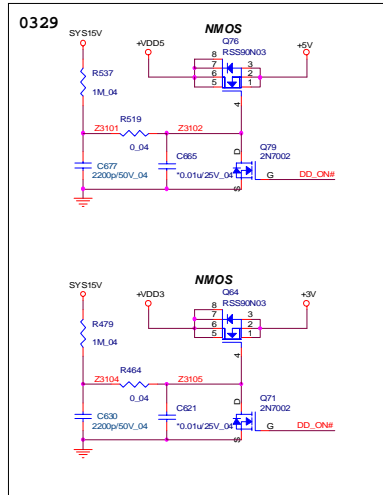 0329
NMOS
SYS15V
Q76
RSS90N03
+VDD5
+5V
8
7 3
6 2
5 1
R537
1M_04
4
R519
Z3101
Z3102
0_04
Q79
2N7002
D
C677
2200p/50V_04
C665
*0.01u/25V_04
G
DD_ON#
S
NMOS
SYS15V
Q64
RSS90N03
+VDD3
+3V
8
7 3
6 2
5 1
R479
1M_04
4
R464
Z3104
Z3105
0_04
Q71
2N7002
D
C630
2200p/50V_04
C621
*0.01u/25V_04
G
DD_ON#
S